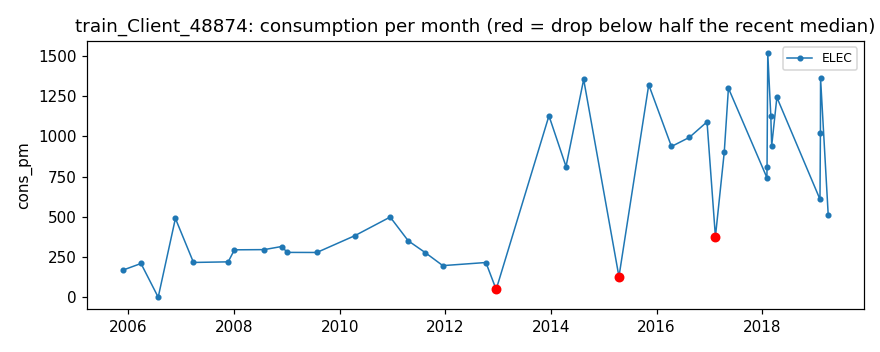 train_Client_48874: consumption per month (red = drop below half the recent median)
ELEC
cons_pm
1500
1250
1000
750
500
250
0
2006 2008 2010 2012 2014 2016 2018